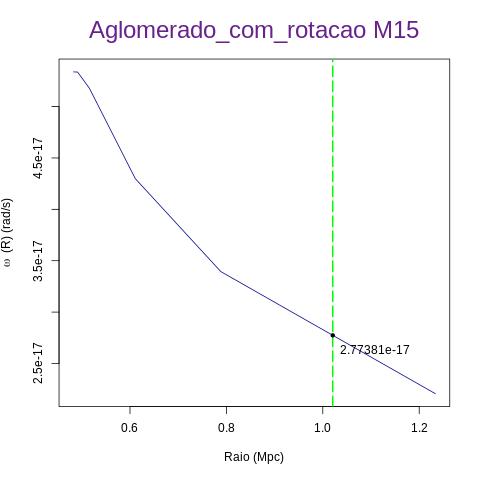 Aglomerado_com_rotacao M15
ω (R) (rad/s)
4.5e-17
3.5e-17
2.5e-17
2.77381e-17
0.6
0.8
1.0
1.2
Raio (Mpc)